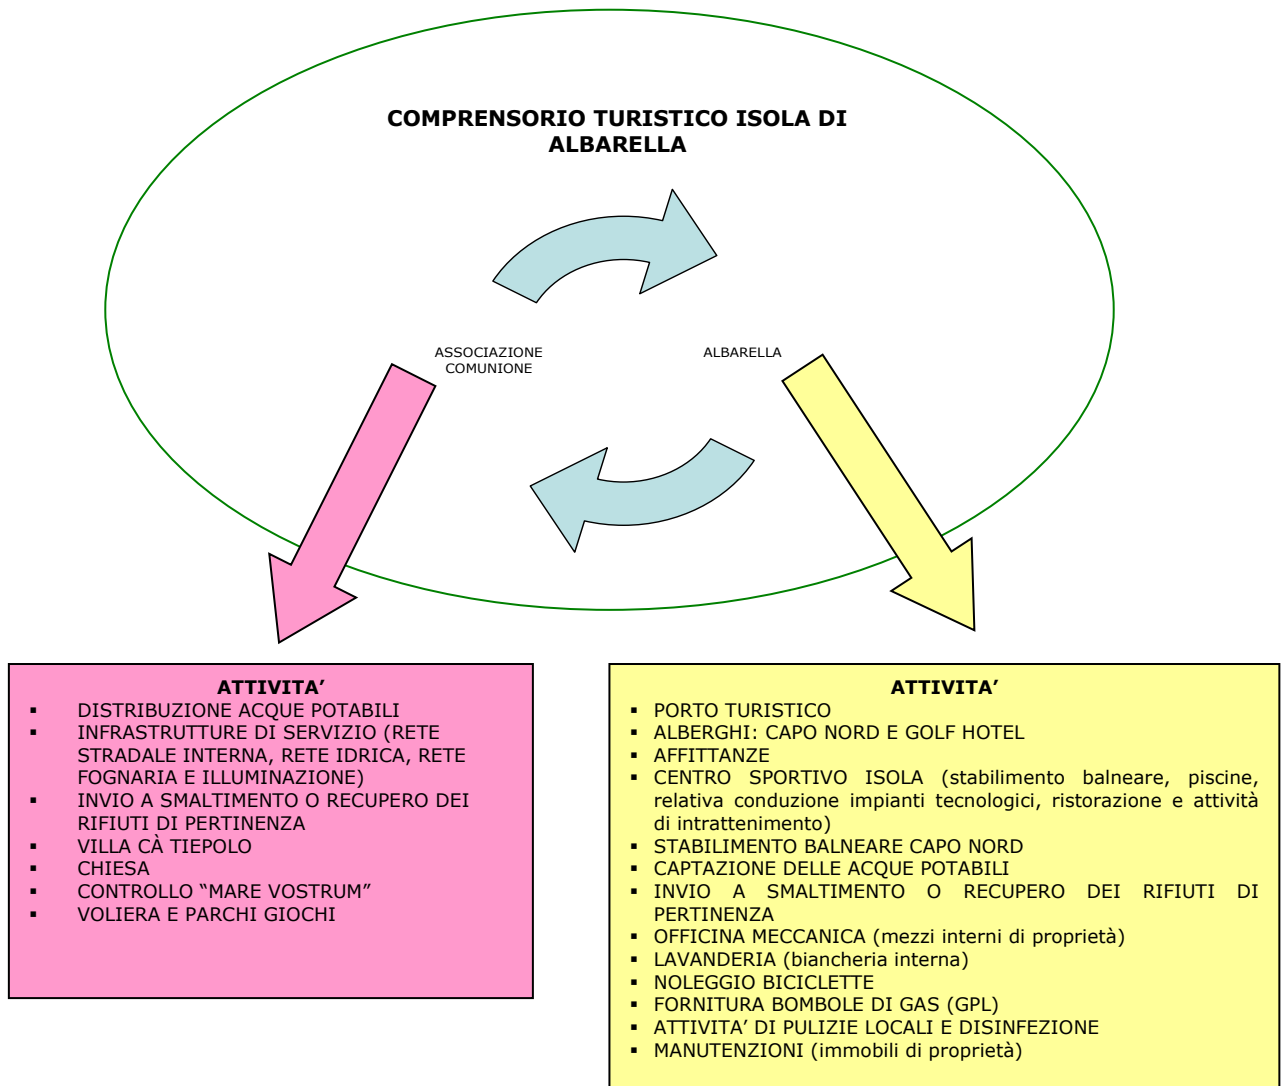 COMPRENSORIO TURISTICO ISOLA DI
ALBARELLA
ASSOCIAZIONE
COMUNIONE
ALBARELLA
ATTIVITA’
▪ DISTRIBUZIONE ACQUE POTABILI
▪ INFRASTRUTTURE DI SERVIZIO (RETE
STRADALE INTERNA, RETE IDRICA, RETE
FOGNARIA E ILLUMINAZIONE)
▪ INVIO A SMALTIMENTO O RECUPERO DEI
RIFIUTI DI PERTINENZA
▪ VILLA CÀ TIEPOLO
▪ CHIESA
▪ CONTROLLO “MARE VOSTRUM”
▪ VOLIERA E PARCHI GIOCHI
ATTIVITA’
▪ PORTO TURISTICO
▪ ALBERGHI: CAPO NORD E GOLF HOTEL
▪ AFFITTANZE
▪ CENTRO SPORTIVO ISOLA (stabilimento balneare, piscine,
relativa conduzione impianti tecnologici, ristorazione e attività
di intrattenimento)
▪ STABILIMENTO BALNEARE CAPO NORD
▪ CAPTAZIONE DELLE ACQUE POTABILI
▪ INVIO A SMALTIMENTO O RECUPERO DEI RIFIUTI DI
PERTINENZA
▪ OFFICINA MECCANICA (mezzi interni di proprietà)
▪ LAVANDERIA (biancheria interna)
▪ NOLEGGIO BICICLETTE
▪ FORNITURA BOMBOLE DI GAS (GPL)
▪ ATTIVITA’ DI PULIZIE LOCALI E DISINFEZIONE
▪ MANUTENZIONI (immobili di proprietà)